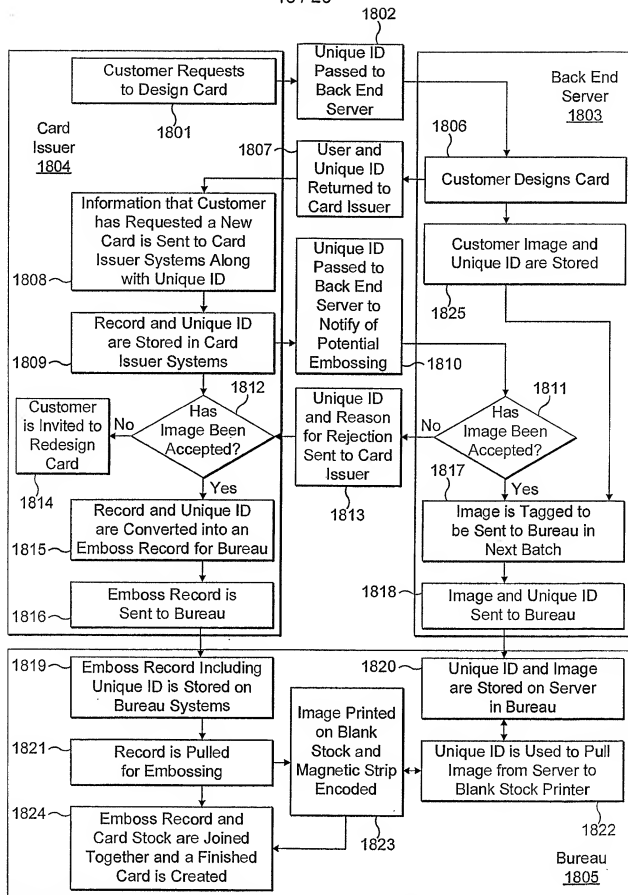 1802
Unique ID
Passed to
Back End
Server
Customer Requests
to Design Card
1801
Back End
Server
1803
Card
Issuer
1804
1807
User and
Unique ID
Returned to
Card Issuer
1806
Customer Designs Card
Information that Customer
has Requested a New
Card is Sent to Card
Issuer Systems Along
with Unique ID
1808
Unique ID
Passed to
Back End
Server to
Notify of
Potential
Embossing
1810
Customer Image and
Unique ID are Stored
1825
Record and Unique ID
are Stored in Card
Issuer Systems
1809
1812
Has
Image Been
Accepted?
No
Yes
Customer
is Invited to
Redesign
Card
1814
Unique ID
and Reason
for Rejection
Sent to Card
Issuer
1813
1811
Has
Image Been
Accepted?
No
Yes
1817
Image is Tagged to
be Sent to Bureau in
Next Batch
Record and Unique ID
are Converted into an
Emboss Record for Bureau
1815
Emboss Record is
Sent to Bureau
1816
1818
Image and Unique ID
Sent to Bureau
1819
Emboss Record Including
Unique ID is Stored on
Bureau Systems
1820
Unique ID and Image
are Stored on Server
in Bureau
1821
Record is Pulled
for Embossing
Image Printed
on Blank
Stock and
Magnetic Strip
Encoded
1823
Unique ID is Used to Pull
Image from Server to
Blank Stock Printer
1822
1824
Emboss Record and
Card Stock are Joined
Together and a Finished
Card is Created
Bureau
1805